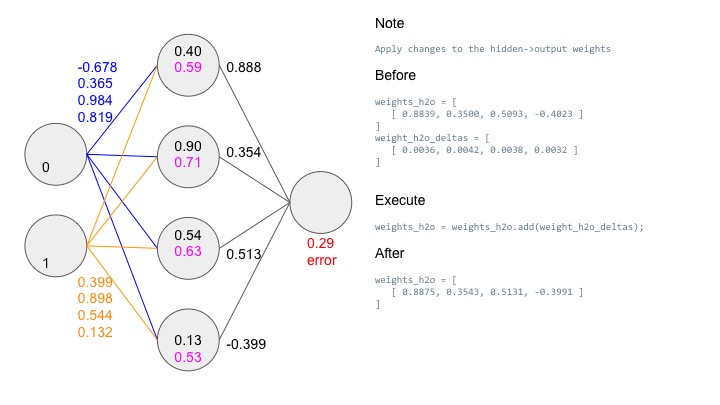 -0.678
0.365
0.984
0.819
0
1
0.399
0.898
0.544
0.132
0.40
0.59
0.90
0.71
0.54
0.63
0.13
0.53
0.888
0.354
0.513
-0.399
0.29
error
Note
Apply changes to the hidden->output weights
Before
weights_h2o = [
[ 0.8839, 0.3500, 0.5093, -0.4023 ]
]
weight_h2o_deltas = [
[ 0.0036, 0.0042, 0.0038, 0.0032 ]
]
Execute
weights_h2o = weights_h2o.add(weight_h2o_deltas);
After
weights_h2o = [
[ 0.8875, 0.3543, 0.5131, -0.3991 ]
]